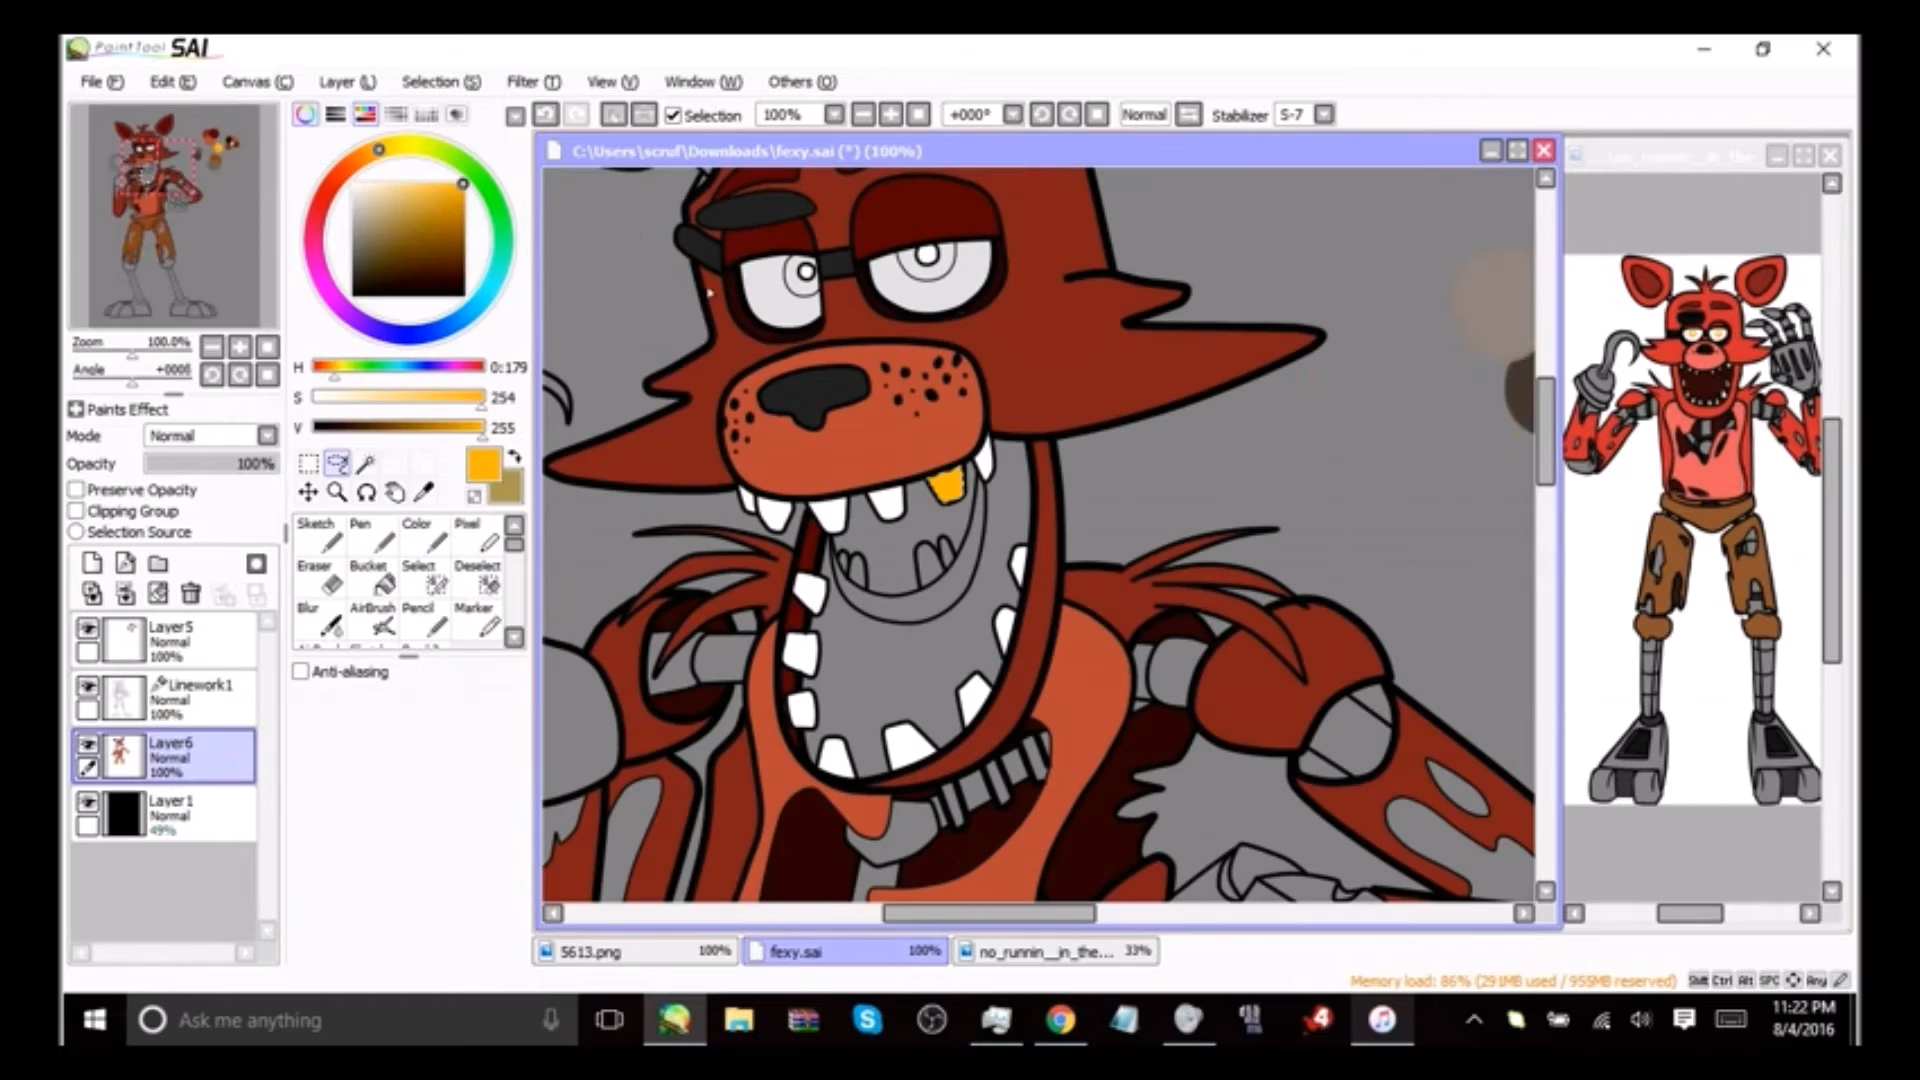 PaintTool SAI
File (F) Edit (E) Canvas (C) Layer (L) Selection (S) Filter (T) View (V) Window (W) Others (O)
Selection 100% +000° Normal Stabilizer S-7
C:\Users\scruf\Downloads\fexy.sai (*) (100%)
Zoom 100.0%
Angle
H 0:179
S 254
V 255
Paints Effect
Mode Normal
Opacity 100%
Preserve Opacity
Clipping Group
Selection Source
Sketch Pen Color Pixel
Eraser Bucket Select Deselect
Blur AirBrush Pencil Marker
Anti-aliasing
Layer5
Normal
100%
Linework1
Normal
100%
Layer6
Normal
100%
Layer1
Normal
49%
5613.png 100% fexy.sai 100% no_runnin__in_the... 33%
Memory load: 86% (291MB used / 955MB reserved) Shft Ctrl Alt SPC Any
Ask me anything
4
11:22 PM
8/4/2016